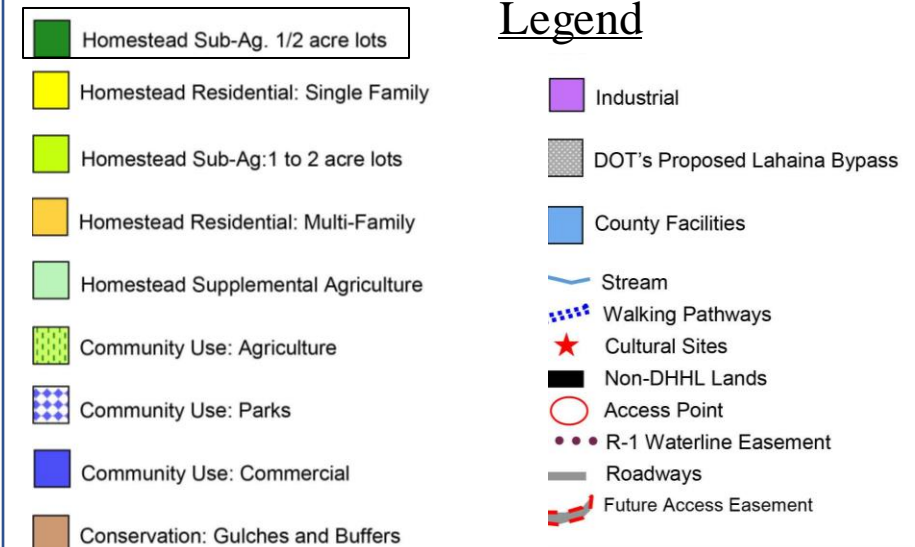 Legend
Homestead Sub-Ag. 1/2 acre lots
Homestead Residential: Single Family
Homestead Sub-Ag:1 to 2 acre lots
Homestead Residential: Multi-Family
Homestead Supplemental Agriculture
Community Use: Agriculture
Community Use: Parks
Community Use: Commercial
Conservation: Gulches and Buffers
Industrial
DOT's Proposed Lahaina Bypass
County Facilities
Stream
Walking Pathways
Cultural Sites
Non-DHHL Lands
Access Point
R-1 Waterline Easement
Roadways
Future Access Easement